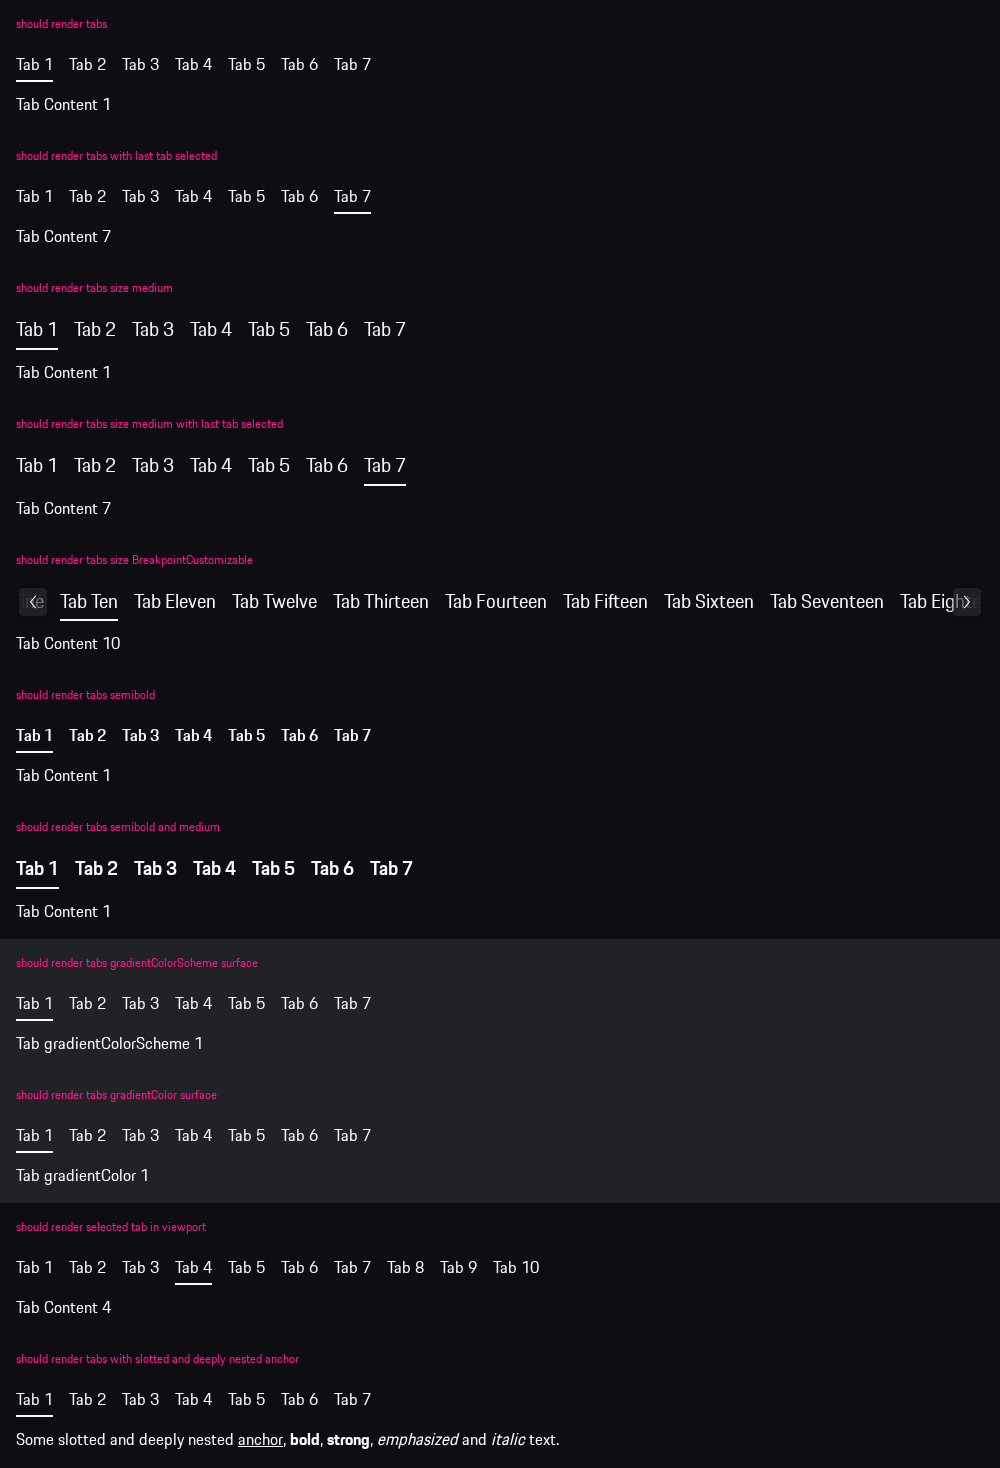 should render tabs
Tab 1 Tab 2 Tab 3 Tab 4 Tab 5 Tab 6 Tab 7
Tab Content 1
should render tabs with last tab selected
Tab 1 Tab 2 Tab 3 Tab 4 Tab 5 Tab 6 Tab 7
Tab Content 7
should render tabs size medium
Tab 1 Tab 2 Tab 3 Tab 4 Tab 5 Tab 6 Tab 7
Tab Content 1
should render tabs size medium with last tab selected
Tab 1 Tab 2 Tab 3 Tab 4 Tab 5 Tab 6 Tab 7
Tab Content 7
should render tabs size BreakpointCustomizable
Tab Ten Tab Eleven Tab Twelve Tab Thirteen Tab Fourteen Tab Fifteen Tab Sixteen Tab Seventeen Tab
Tab Content 10
should render tabs semibold
Tab 1 Tab 2 Tab 3 Tab 4 Tab 5 Tab 6 Tab 7
Tab Content 1
should render tabs semibold and medium
Tab 1 Tab 2 Tab 3 Tab 4 Tab 5 Tab 6 Tab 7
Tab Content 1
should render tabs gradientColorScheme surface
Tab 1 Tab 2 Tab 3 Tab 4 Tab 5 Tab 6 Tab 7
Tab gradientColorScheme 1
should render tabs gradientColor surface
Tab 1 Tab 2 Tab 3 Tab 4 Tab 5 Tab 6 Tab 7
Tab gradientColor 1
should render selected tab in viewport
Tab 1 Tab 2 Tab 3 Tab 4 Tab 5 Tab 6 Tab 7 Tab 8 Tab 9 Tab 10
Tab Content 4
should render tabs with slotted and deeply nested anchor
Tab 1 Tab 2 Tab 3 Tab 4 Tab 5 Tab 6 Tab 7
Some slotted and deeply nested anchor, bold, strong, emphasized and italic text.